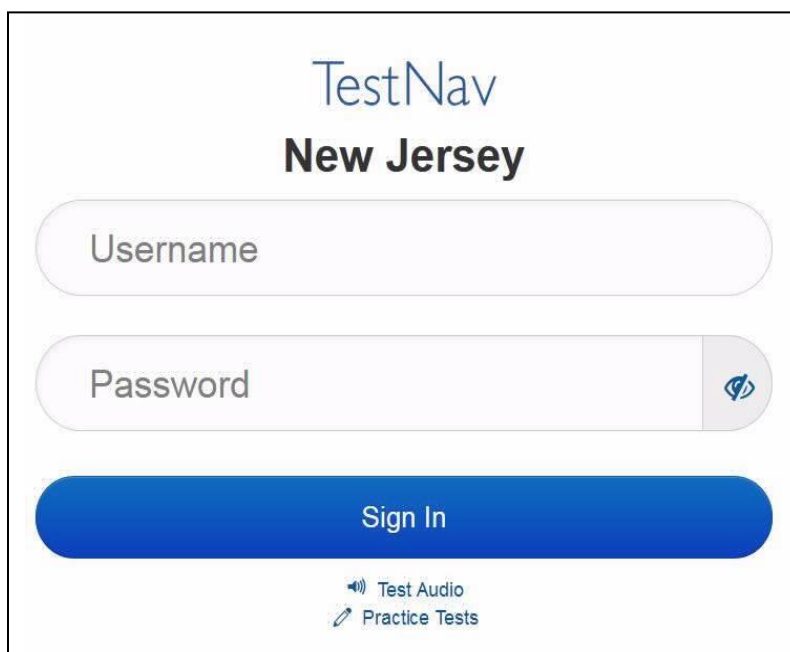 TestNav
New Jersey
Username
Password
Sign In
Test Audio
Practice Tests